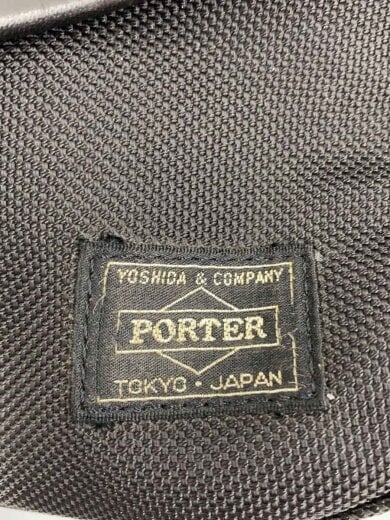 YOSHIDA & COMPANY
PORTER
TOKYO · JAPAN